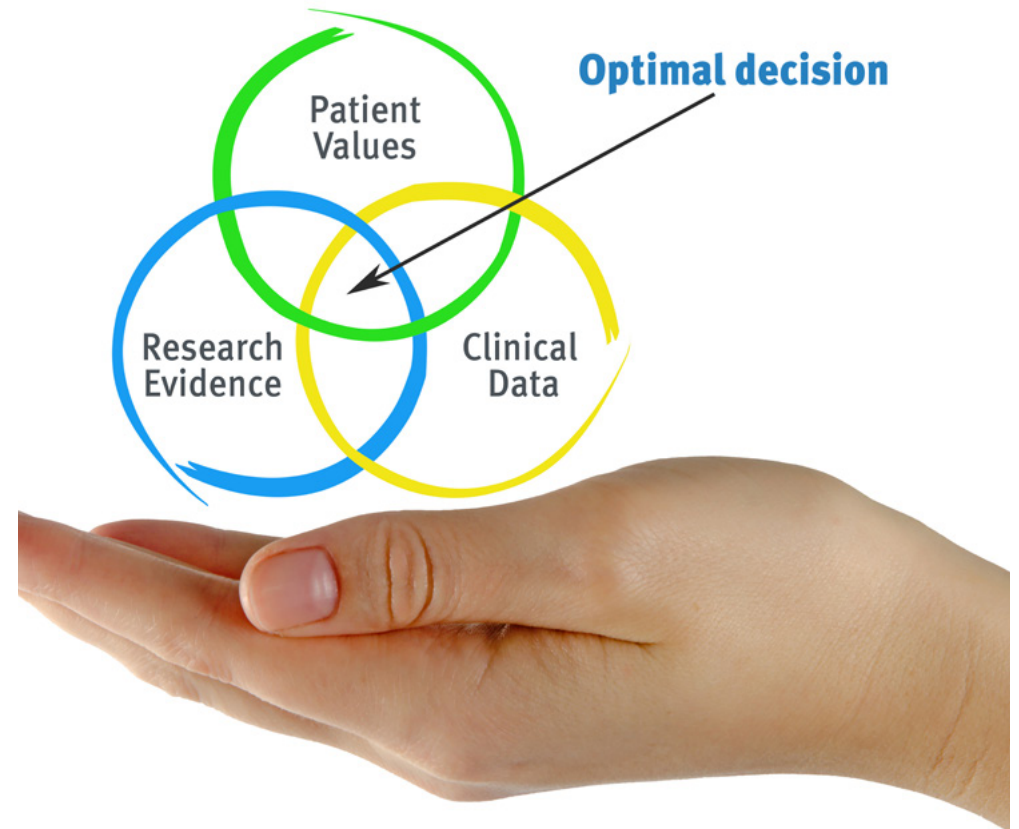 Optimal decision
Patient
Values
Research
Evidence
Clinical
Data